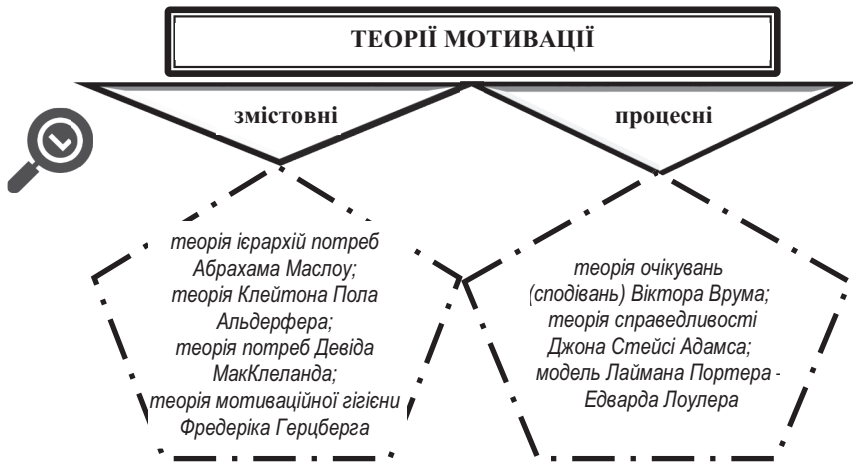 ТЕОРІЇ МОТИВАЦІЇ
змістовні
процесні
теорія ієрархій потреб
Абрахама Маслоу;
теорія Клейтона Пола
Альдерфера;
теорія потреб Девіда
МакКлеланда;
теорія мотиваційної гігієни
Фредеріка Герцберга
теорія очікувань
(сподівань) Віктора Врума;
теорія справедливості
Джона Стейсі Адамса;
модель Лаймана Портера -
Едварда Лоулера